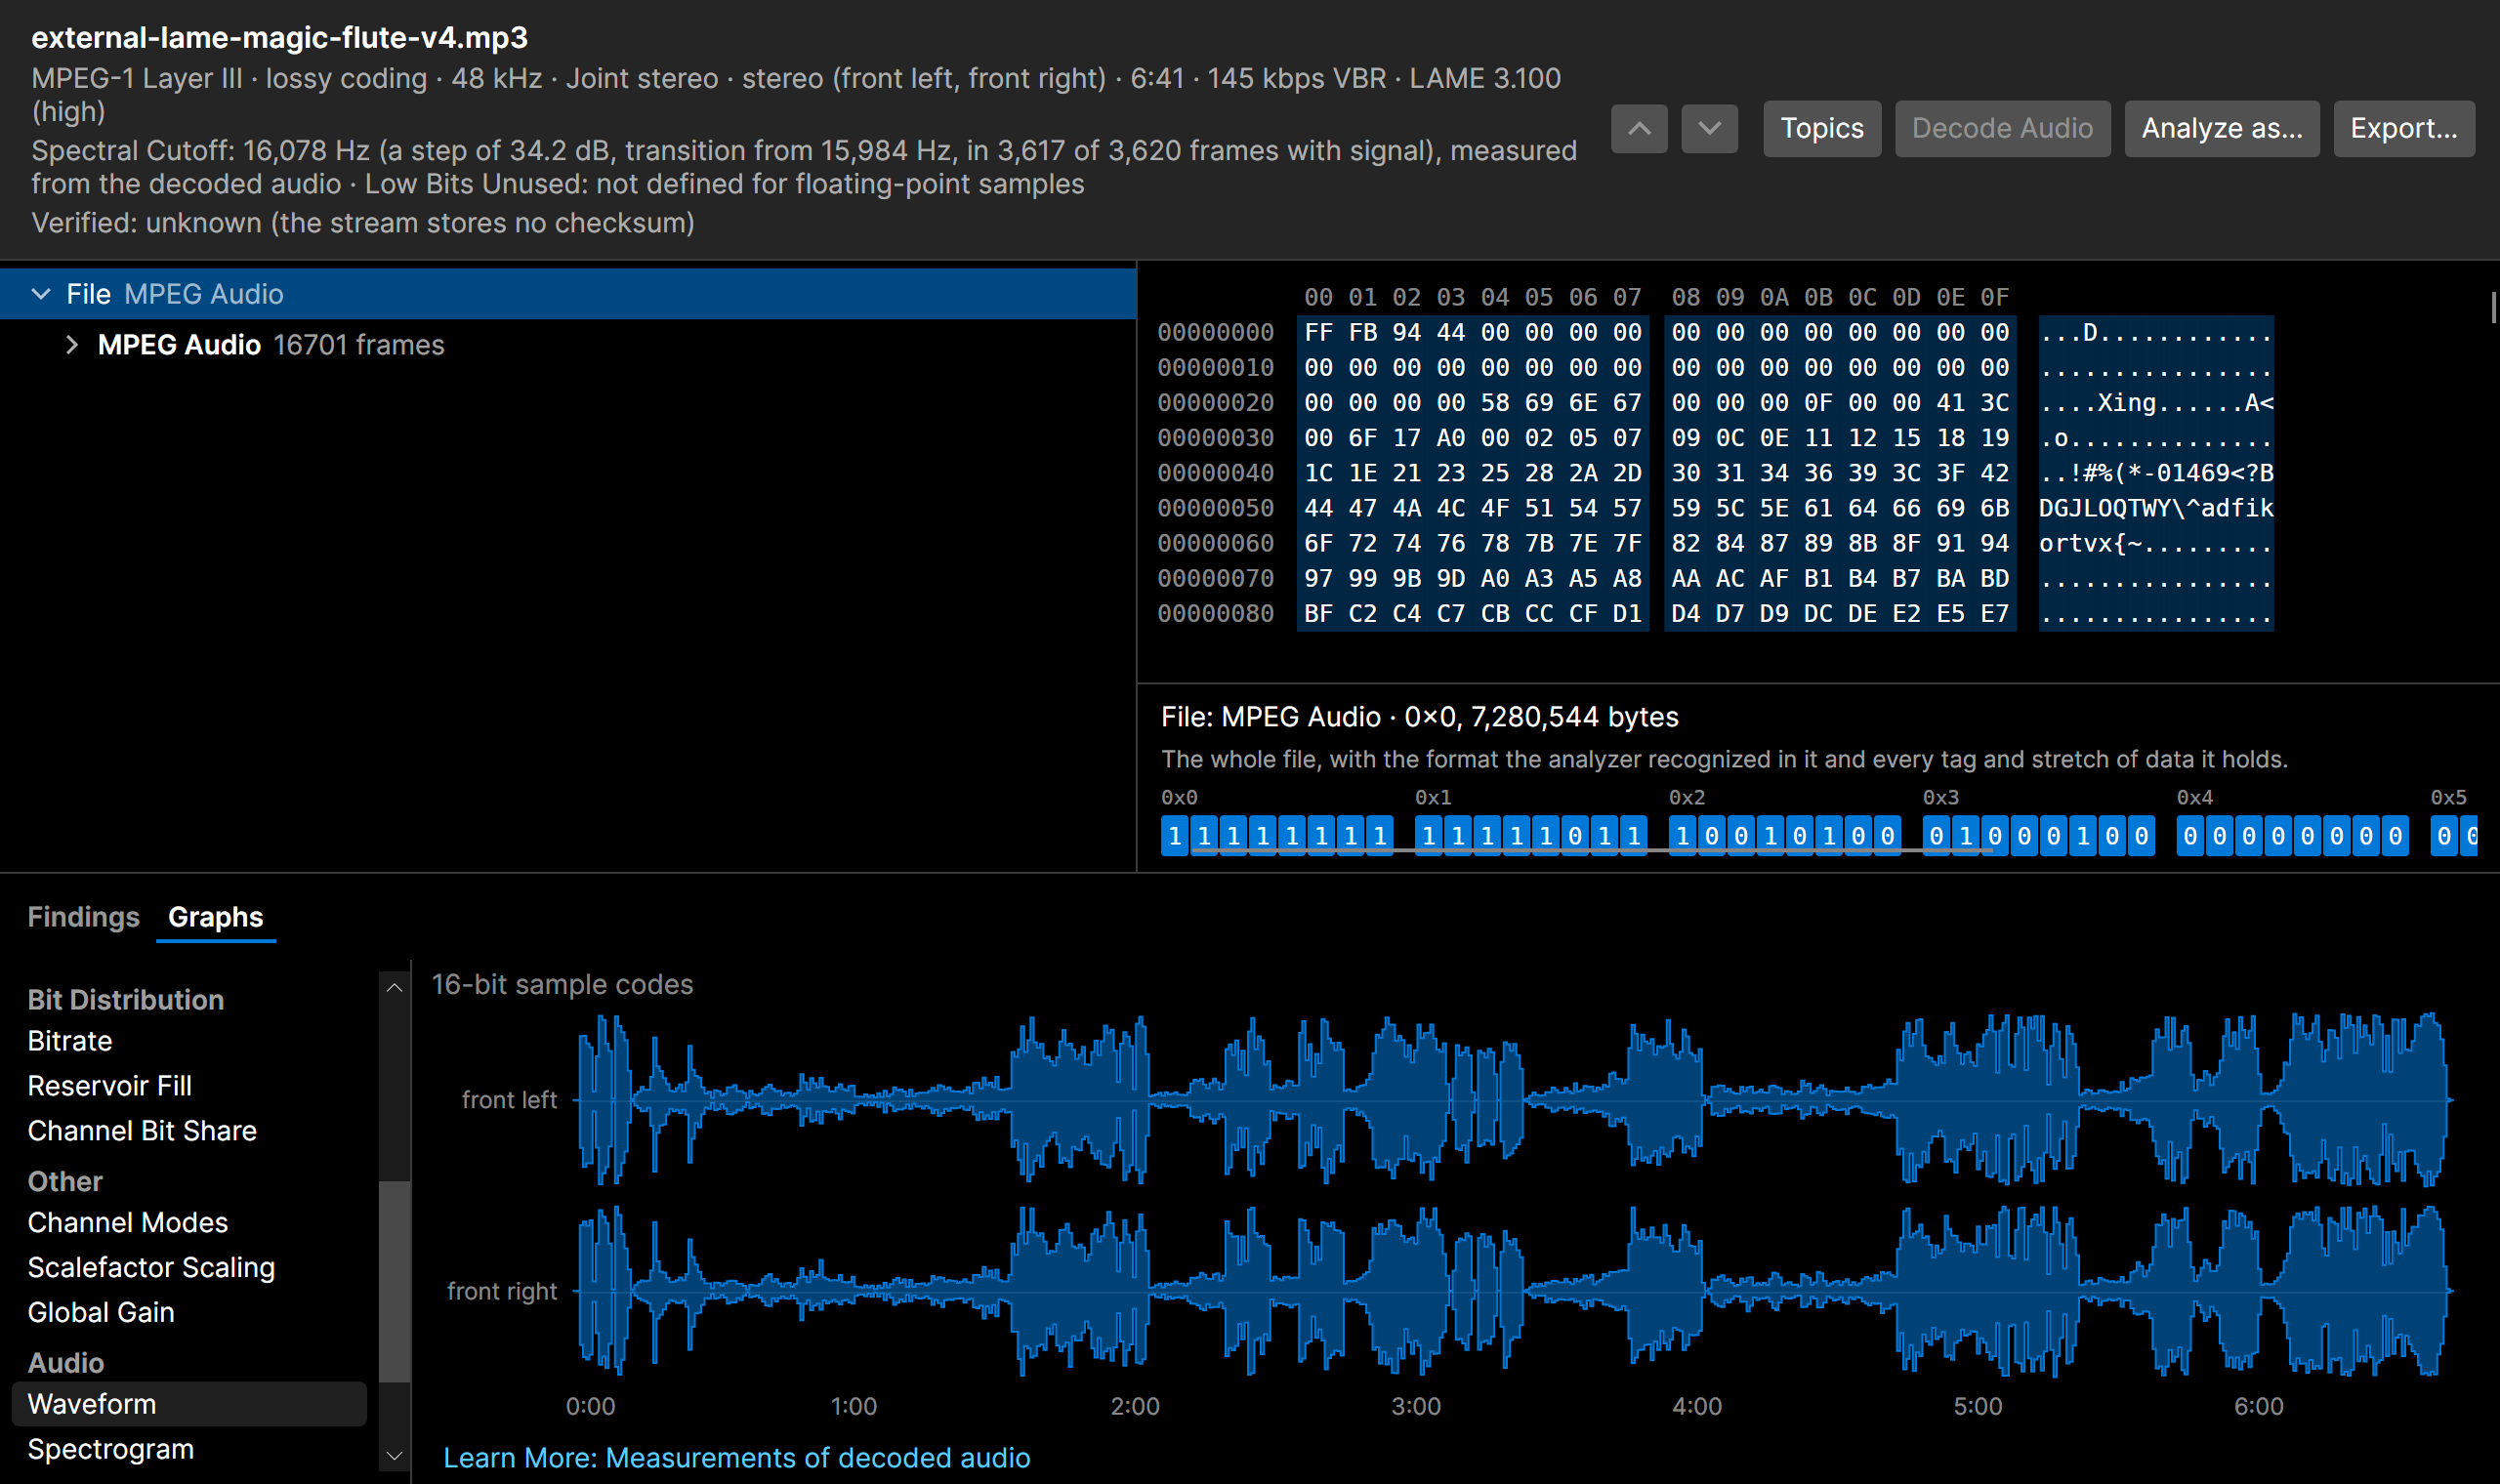 external-lame-magic-flute-v4.mp3
MPEG-1 Layer III · lossy coding · 48 kHz · Joint stereo · stereo (front left, front right) · 6:41 · 145 kbps VBR · LAME 3.100
(high)
Spectral Cutoff: 16,078 Hz (a step of 34.2 dB, transition from 15,984 Hz, in 3,617 of 3,620 frames with signal), measured
from the decoded audio · Low Bits Unused: not defined for floating-point samples
Verified: unknown (the stream stores no checksum)
Topics
Decode Audio
Analyze as...
Export...
File MPEG Audio
MPEG Audio 16701 frames
00 01 02 03 04 05 06 07 08 09 0A 0B 0C 0D 0E 0F
00000000 FF FB 94 44 00 00 00 00 00 00 00 00 00 00 00 00 ...D............
00000010 00 00 00 00 00 00 00 00 00 00 00 00 00 00 00 00 ................
00000020 00 00 00 00 58 69 6E 67 00 00 00 0F 00 00 41 3C ....Xing......A<
00000030 00 6F 17 A0 00 02 05 07 09 0C 0E 11 12 15 18 19 .o..............
00000040 1C 1E 21 23 25 28 2A 2D 30 31 34 36 39 3C 3F 42 ..!#%(*-01469<?B
00000050 44 47 4A 4C 4F 51 54 57 59 5C 5E 61 64 66 69 6B DGJLOQTWY\^adfik
00000060 6F 72 74 76 78 7B 7E 7F 82 84 87 89 8B 8F 91 94 ortvx{~.........
00000070 97 99 9B 9D A0 A3 A5 A8 AA AC AF B1 B4 B7 BA BD ................
00000080 BF C2 C4 C7 CB CC CF D1 D4 D7 D9 DC DE E2 E5 E7 ................
File: MPEG Audio · 0×0, 7,280,544 bytes
The whole file, with the format the analyzer recognized in it and every tag and stretch of data it holds.
0x0 0x1 0x2 0x3 0x4 0x5
1 1 1 1 1 1 1 1 1 1 1 1 1 0 1 1 1 0 0 1 0 1 0 0 0 1 0 0 0 1 0 0 0 0 0 0 0 0 0 0 0 0
Findings
Graphs
Bit Distribution
Bitrate
Reservoir Fill
Channel Bit Share
Other
Channel Modes
Scalefactor Scaling
Global Gain
Audio
Waveform
Spectrogram
16-bit sample codes
front left
front right
0:00 1:00 2:00 3:00 4:00 5:00 6:00
Learn More: Measurements of decoded audio